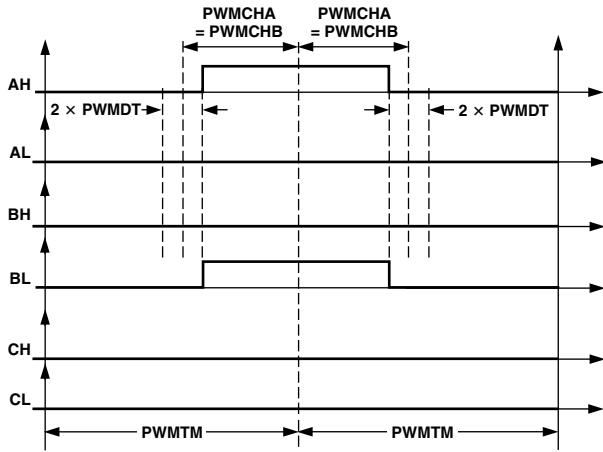 PWMCHA PWMCHA
= PWMCHB = PWMCHB
AH
2 × PWMDT 2 × PWMDT
AL
BH
BL
CH
CL
PWMTM PWMTM